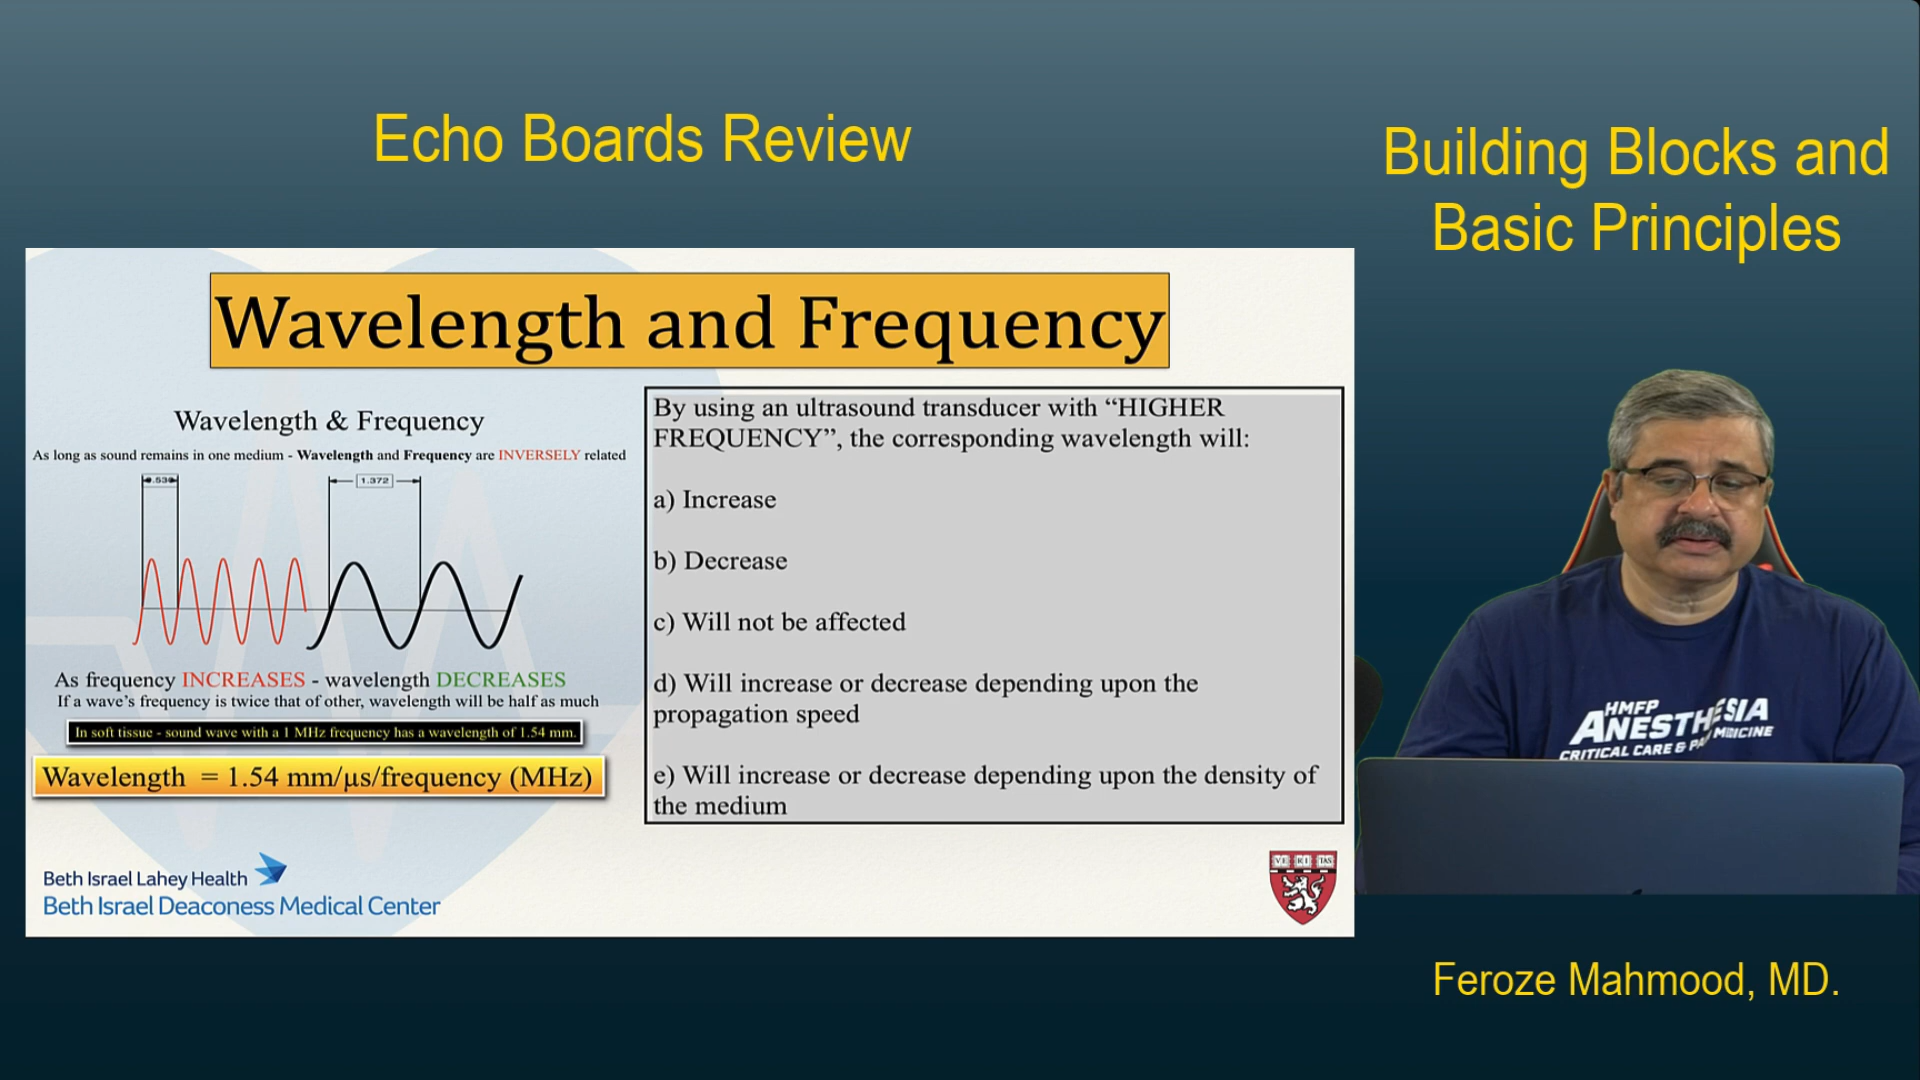 Echo Boards Review
Building Blocks and
Basic Principles
Wavelength and Frequency
Wavelength & Frequency
As long as sound remains in one medium - Wavelength and Frequency are INVERSELY related
1.372
As frequency INCREASES - wavelength DECREASES
If a wave's frequency is twice that of other, wavelength will be half as much
In soft tissue - sound wave with a 1 MHz frequency has a wavelength of 1.54 mm.
Wavelength = 1.54 mm/µs/frequency (MHz)
By using an ultrasound transducer with “HIGHER
FREQUENCY”, the corresponding wavelength will:
a) Increase
b) Decrease
c) Will not be affected
d) Will increase or decrease depending upon the
propagation speed
e) Will increase or decrease depending upon the density of
the medium
Beth Israel Lahey Health
Beth Israel Deaconess Medical Center
VE RI TAS
HMFP
ANESTHESIA
CRITICAL CARE & PAIN MEDICINE
Feroze Mahmood, MD.